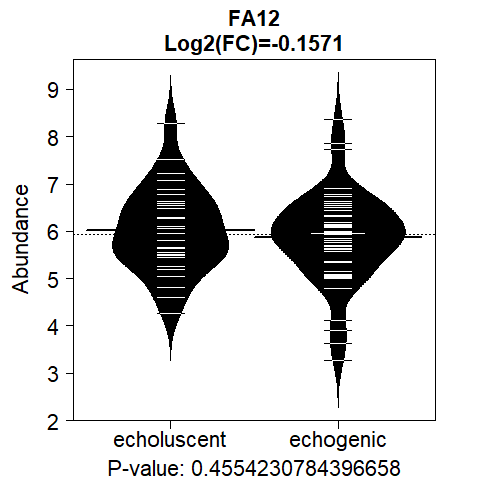 FA12
Log2(FC)=-0.1571
Abundance
9
8
7
6
5
4
3
2
echoluscent echogenic
P-value: 0.4554230784396658